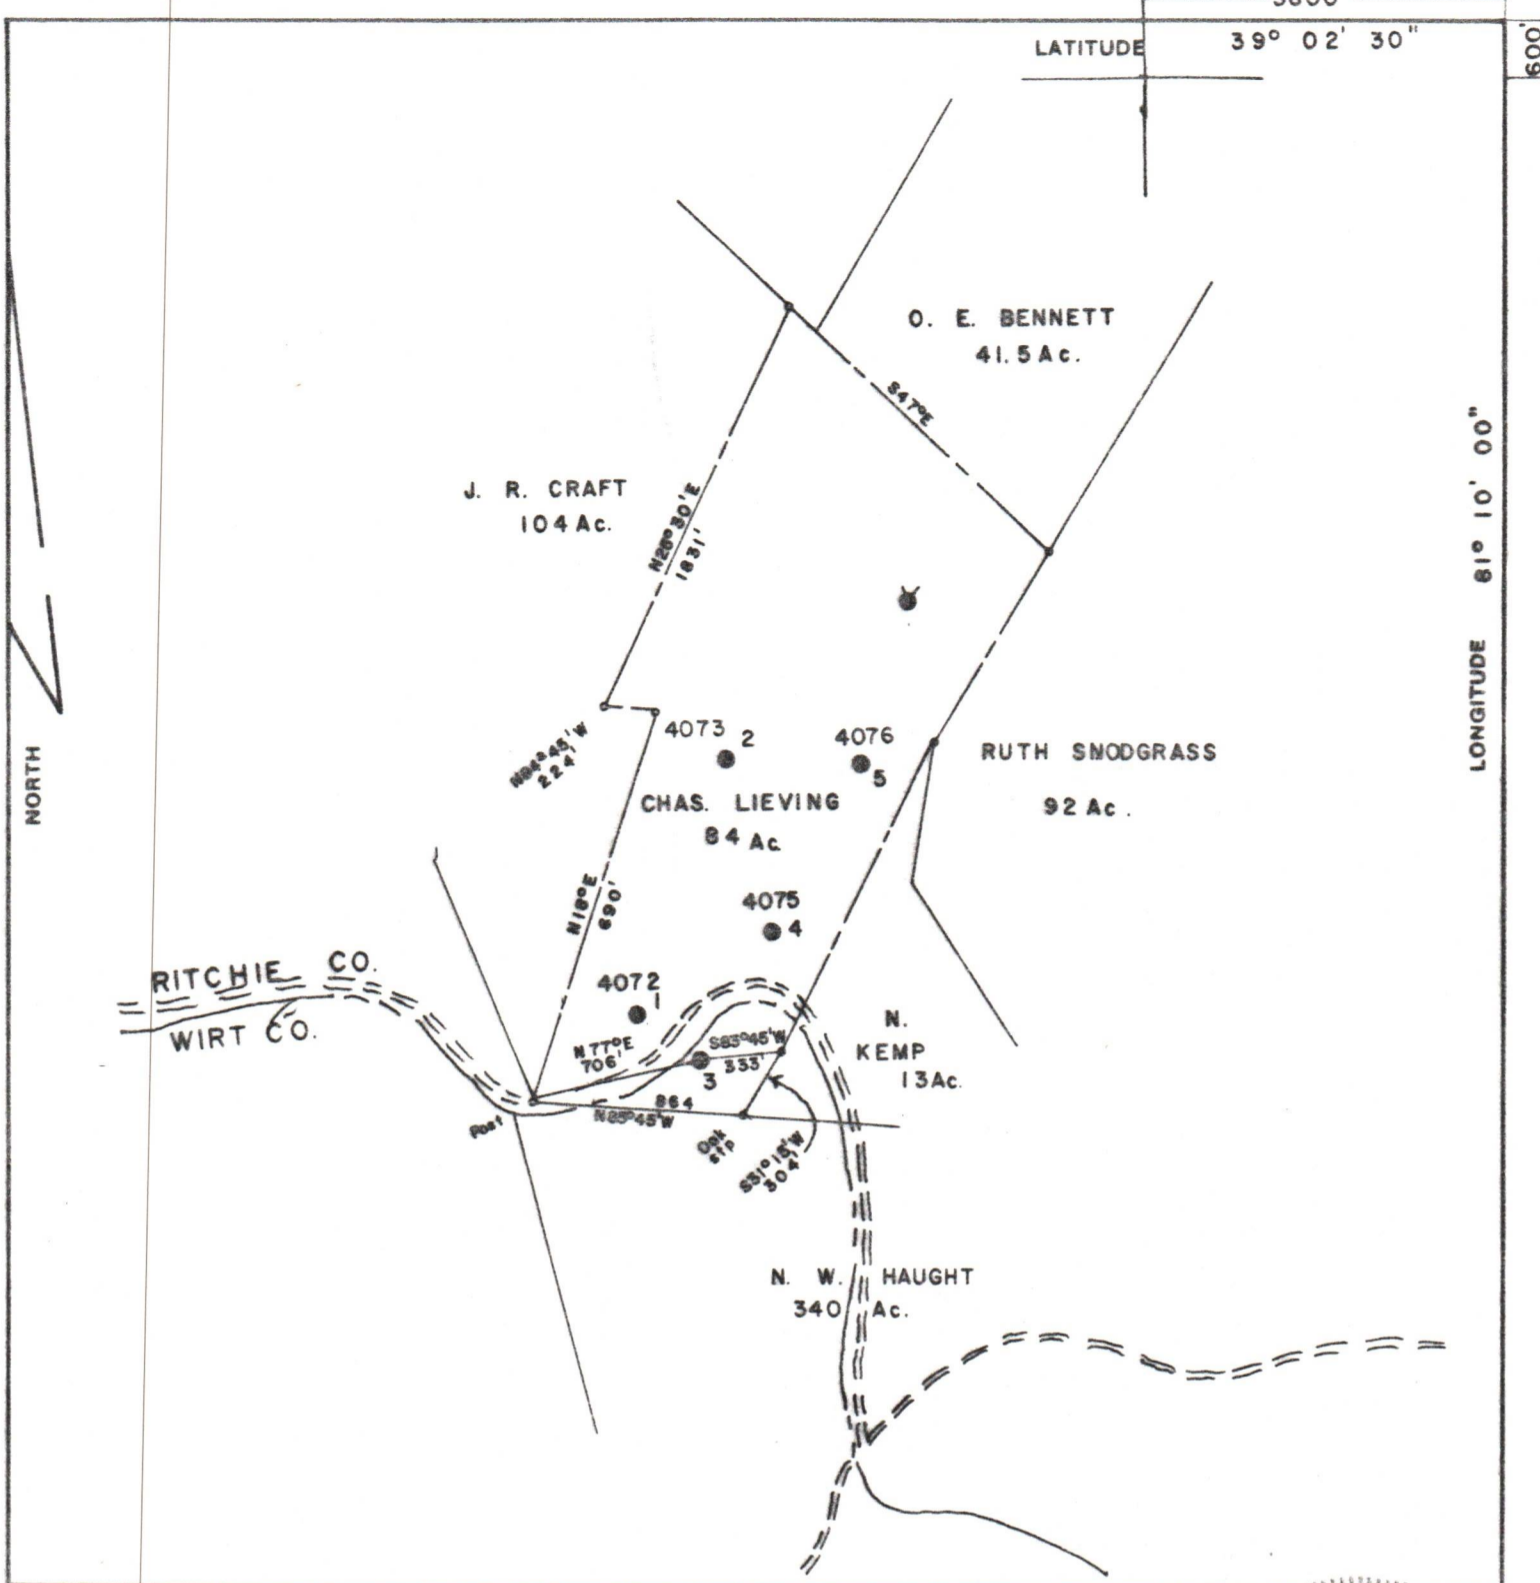 LATITUDE
39° 02' 30"
600'
O. E. BENNETT
41.5 Ac.
S47°E
J. R. CRAFT
104 Ac.
1831'
LONGITUDE 81° 10' 00"
NORTH
224'
4073
2
4076
5
CHAS. LIEVING
84 Ac.
RUTH SNODGRASS
92 Ac.
N18°E
690'
4075
4
RITCHIE CO.
WIRT CO.
4072
1
N77°E
706'
S83°45'W
333'
3
N.
KEMP
13 Ac.
864
N85°45'W
Post
Oak
stp
S31°15'W
304'
N. W. HAUGHT
340 Ac.